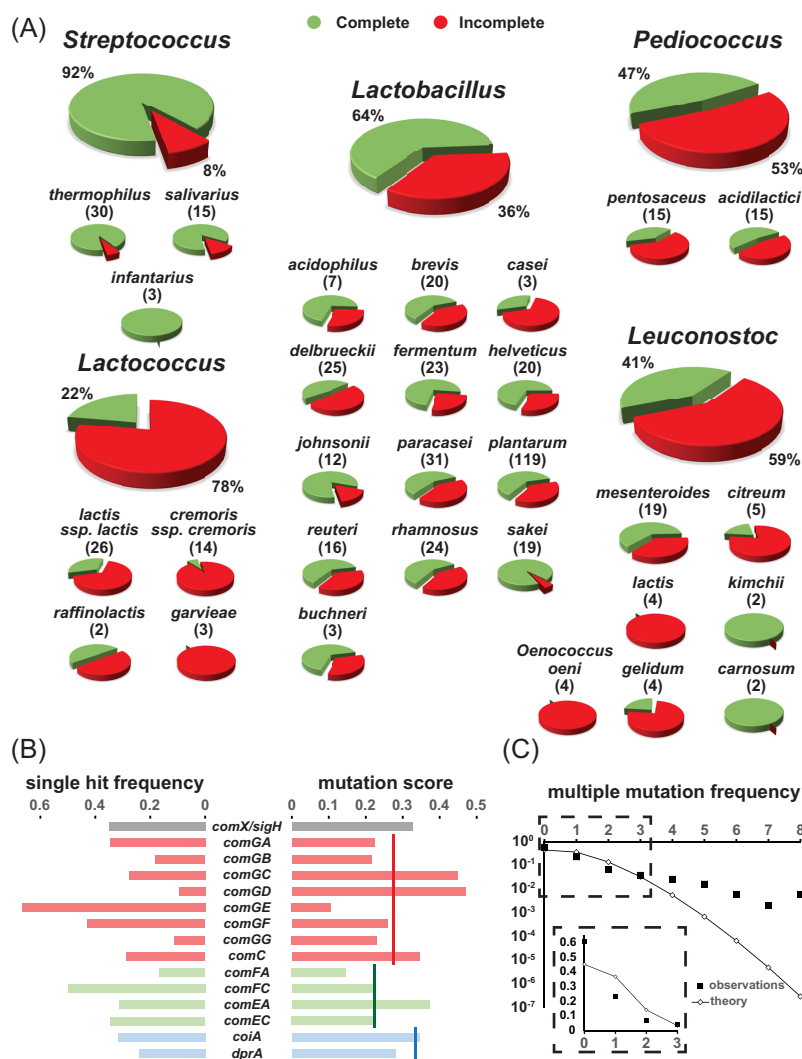 (A)
Complete Incomplete
Streptococcus
92%
8%
thermophilus
(30)
salivarius
(15)
infantarius
(3)
Lactobacillus
64%
36%
acidophilus
(7)
brevis
(20)
casei
(3)
delbrueckii
(25)
fermentum
(23)
helveticus
(20)
johnsonii
(12)
paracasei
(31)
plantarum
(119)
reuteri
(16)
rhamnosus
(24)
sakei
(19)
buchneri
(3)
Pediococcus
47%
53%
pentosaceus
(15)
acidilactici
(15)
Lactococcus
22%
78%
lactis
ssp. lactis
(26)
cremoris
ssp. cremoris
(14)
raffinolactis
(2)
garvieae
(3)
Leuconostoc
41%
59%
mesenteroides
(19)
citreum
(5)
lactis
(4)
kimchii
(2)
Oenococcus
oeni
(4)
gelidum
(4)
carnosum
(2)
(B)
single hit frequency mutation score
0.6 0.4 0.2 0 0 0.1 0.2 0.3 0.4 0.5
comX/sigH
comGA
comGB
comGC
comGD
comGE
comGF
comGG
comC
comFA
comFC
comEA
comEC
coiA
dprA
(C)
multiple mutation frequency
0 1 2 3 4 5 6 7 8
10⁰
10⁻¹
10⁻²
10⁻³
10⁻⁴
10⁻⁵
10⁻⁶
10⁻⁷
0.6
0.5
0.4
0.3
0.2
0.1
0
0 1 2 3
observations
theory